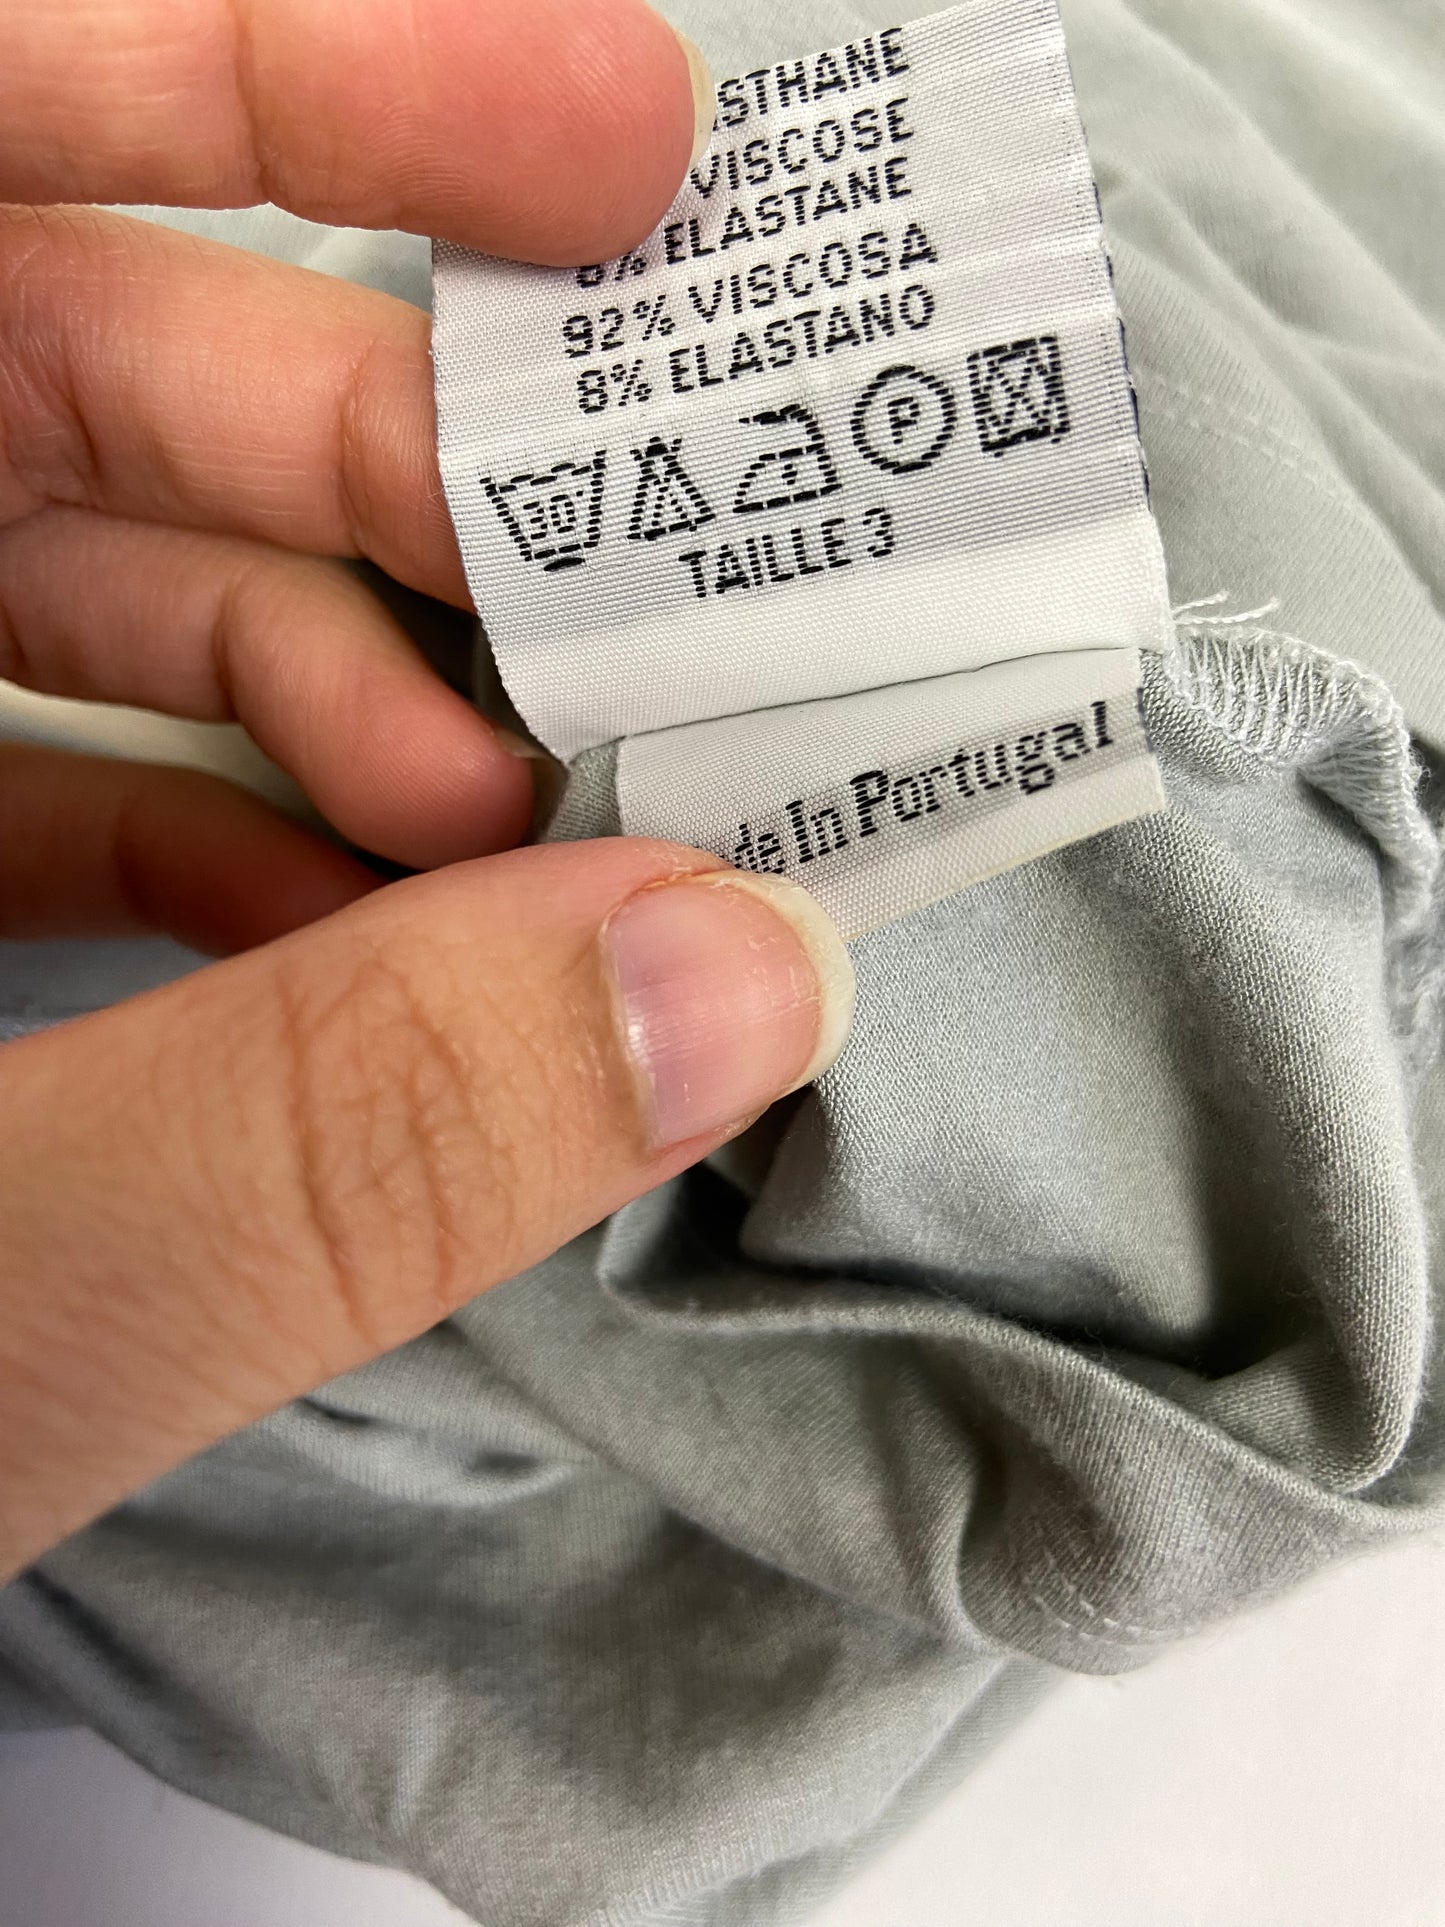 VISCOSE
ELASTANE
92% VISCOSA
8% ELASTANO
30°
P
TAILLE 3
In Portugal